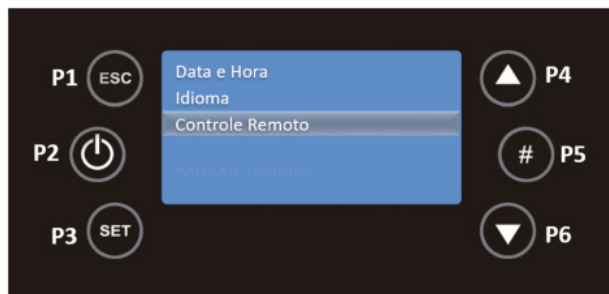 P1 ESC
P2
P3 SET
Data e Hora
Idioma
Controle Remoto
P4
# P5
P6